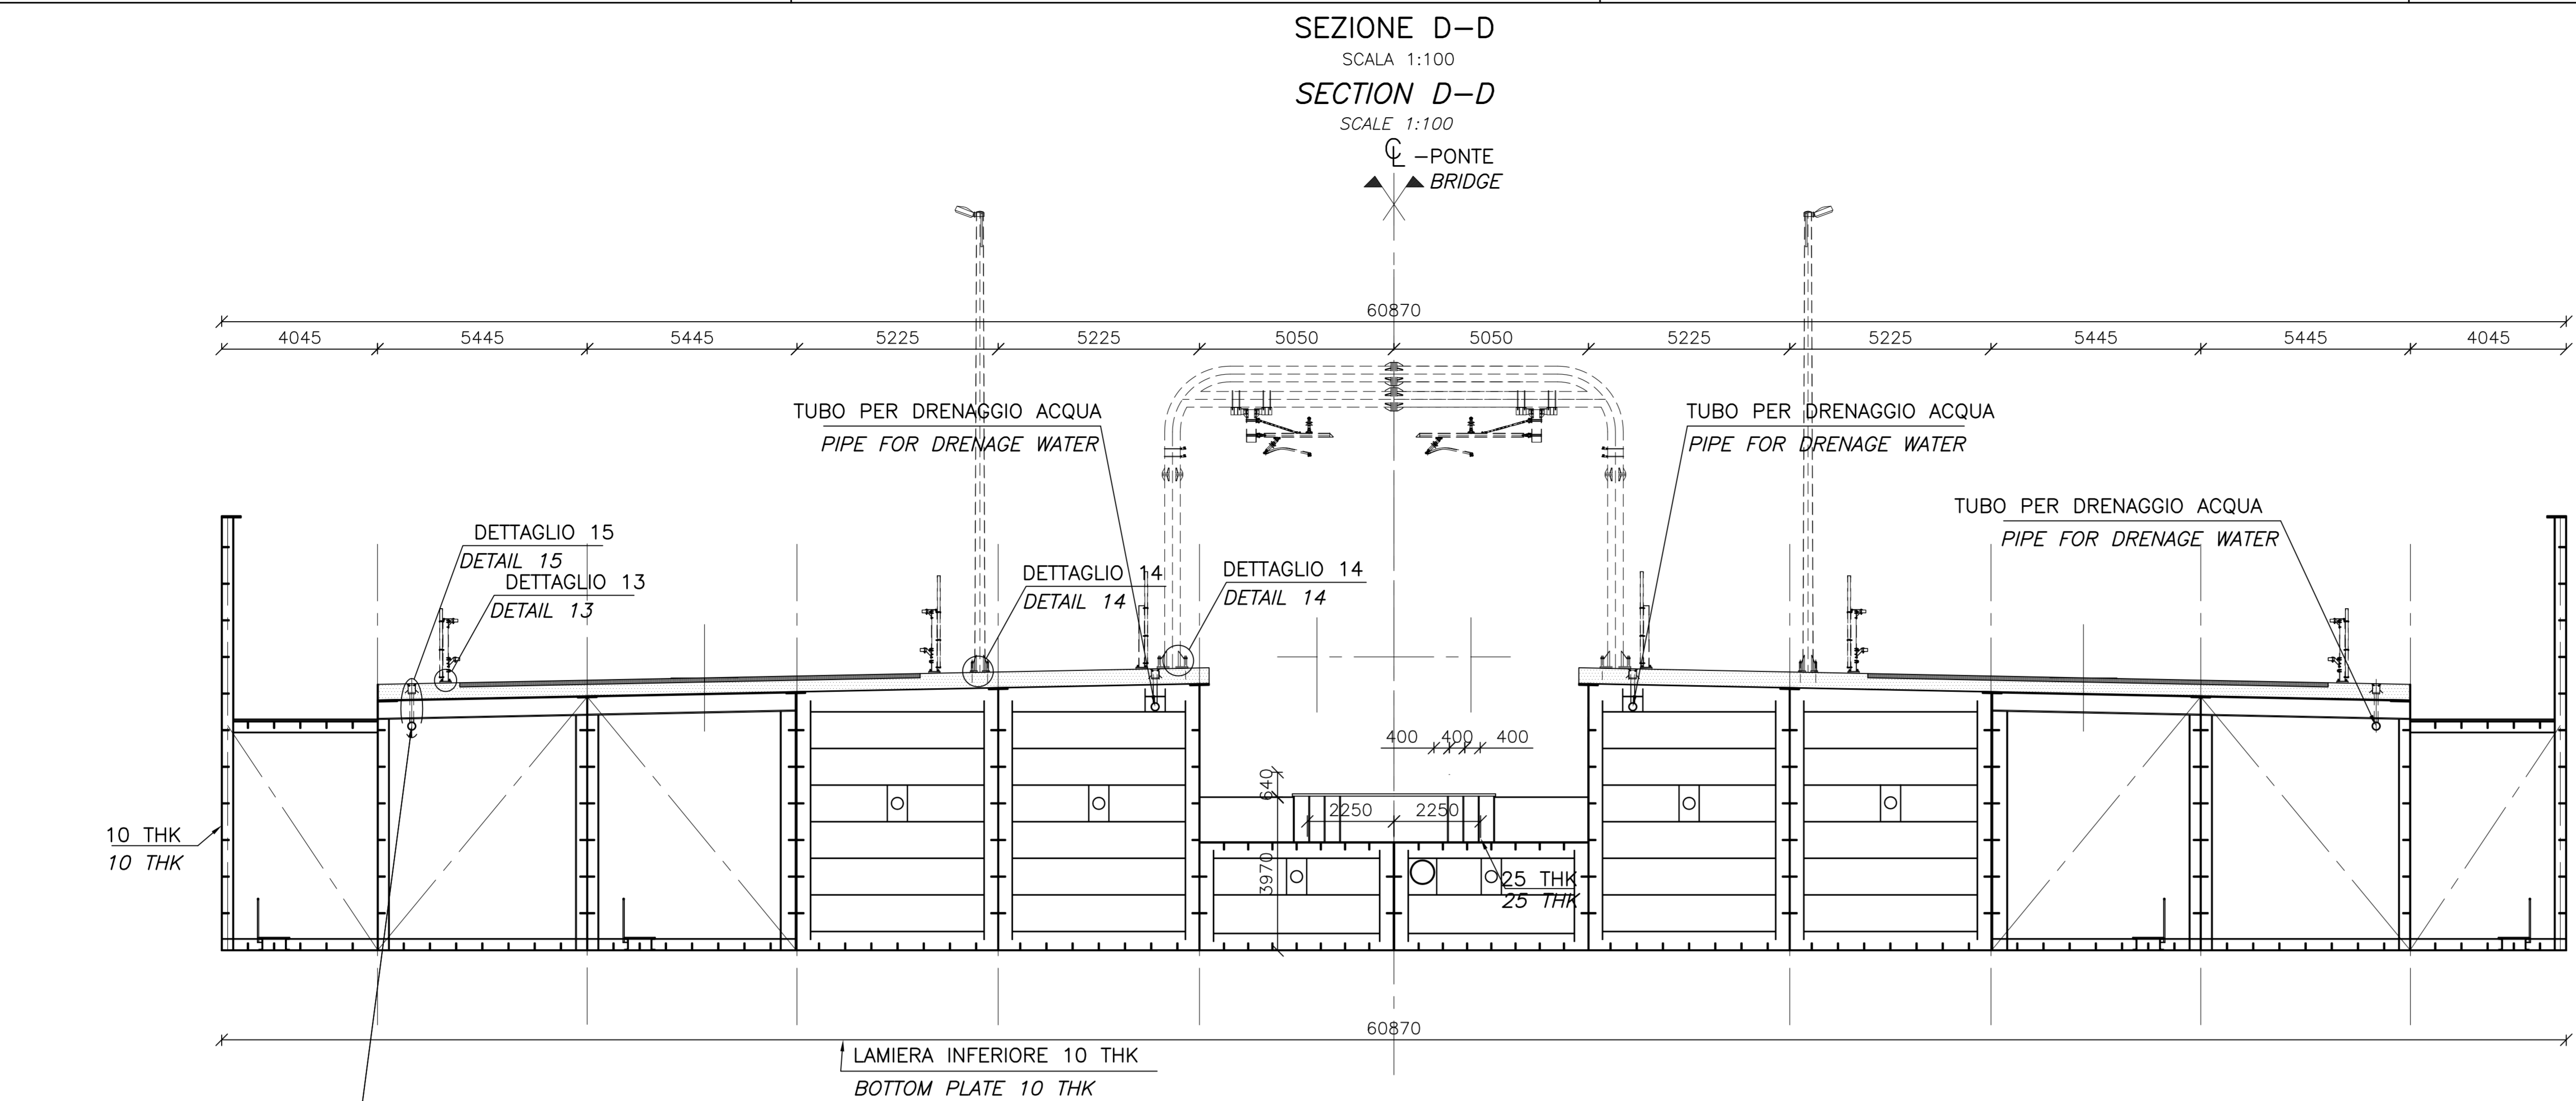 SEZIONE D-D
SCALA 1:100
SECTION D-D
SCALE 1:100
℄ -PONTE
BRIDGE
60870
4045 5445 5445 5225 5225 5050 5050 5225 5225 5445 5445 4045
TUBO PER DRENAGGIO ACQUA
PIPE FOR DRENAGE WATER
TUBO PER DRENAGGIO ACQUA
PIPE FOR DRENAGE WATER
TUBO PER DRENAGGIO ACQUA
PIPE FOR DRENAGE WATER
DETTAGLIO 15
DETAIL 15
DETTAGLIO 13
DETAIL 13
DETTAGLIO 14
DETAIL 14
DETTAGLIO 14
DETAIL 14
400 400 400
640
2250 2250
3970
10 THK
10 THK
25 THK
25 THK
60870
LAMIERA INFERIORE 10 THK
BOTTOM PLATE 10 THK